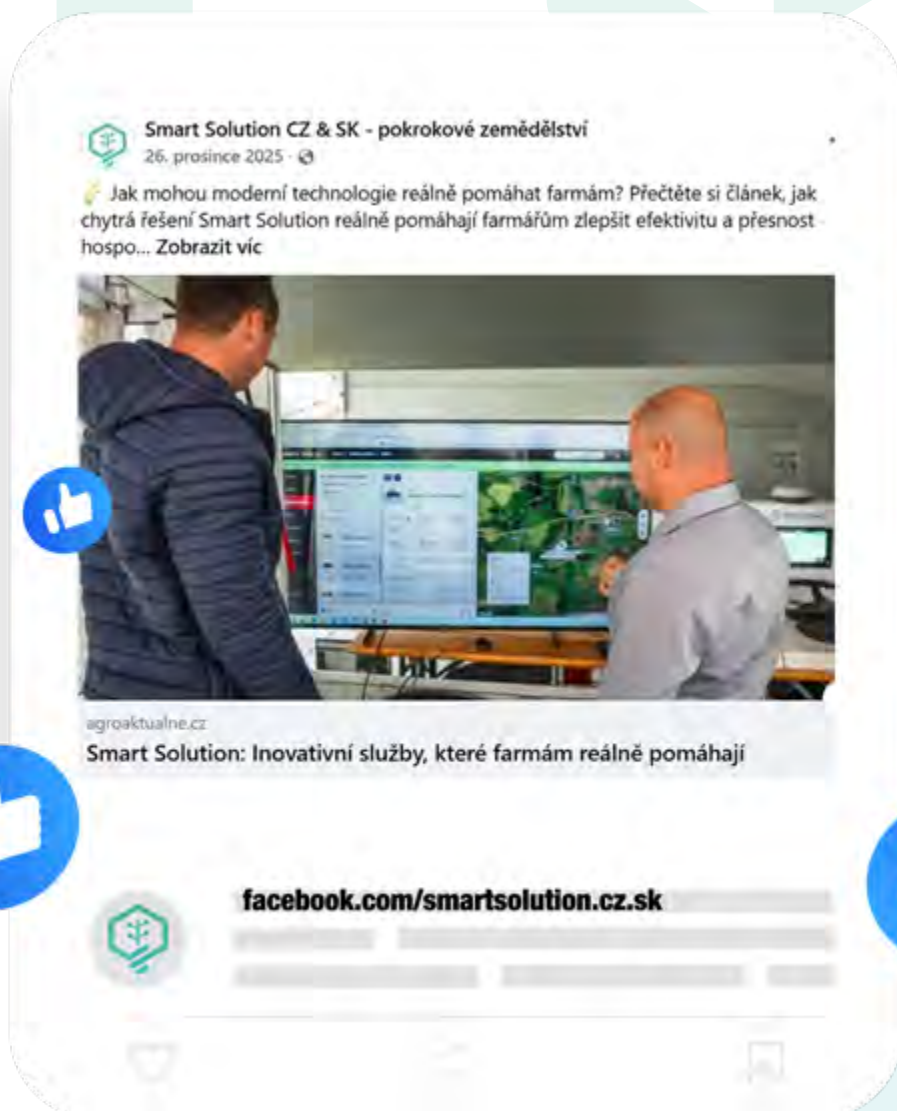 Smart Solution CZ & SK - pokrokové zemědělství
26. prosince 2025 ·
Jak mohou moderní technologie reálně pomáhat farmám? Přečtěte si článek, jak
chytrá řešení Smart Solution reálně pomáhají farmářům zlepšit efektivitu a přesnost
hospo... Zobrazit víc
agroaktualne.cz
Smart Solution: Inovativní služby, které farmám reálně pomáhají
facebook.com/smartsolution.cz.sk